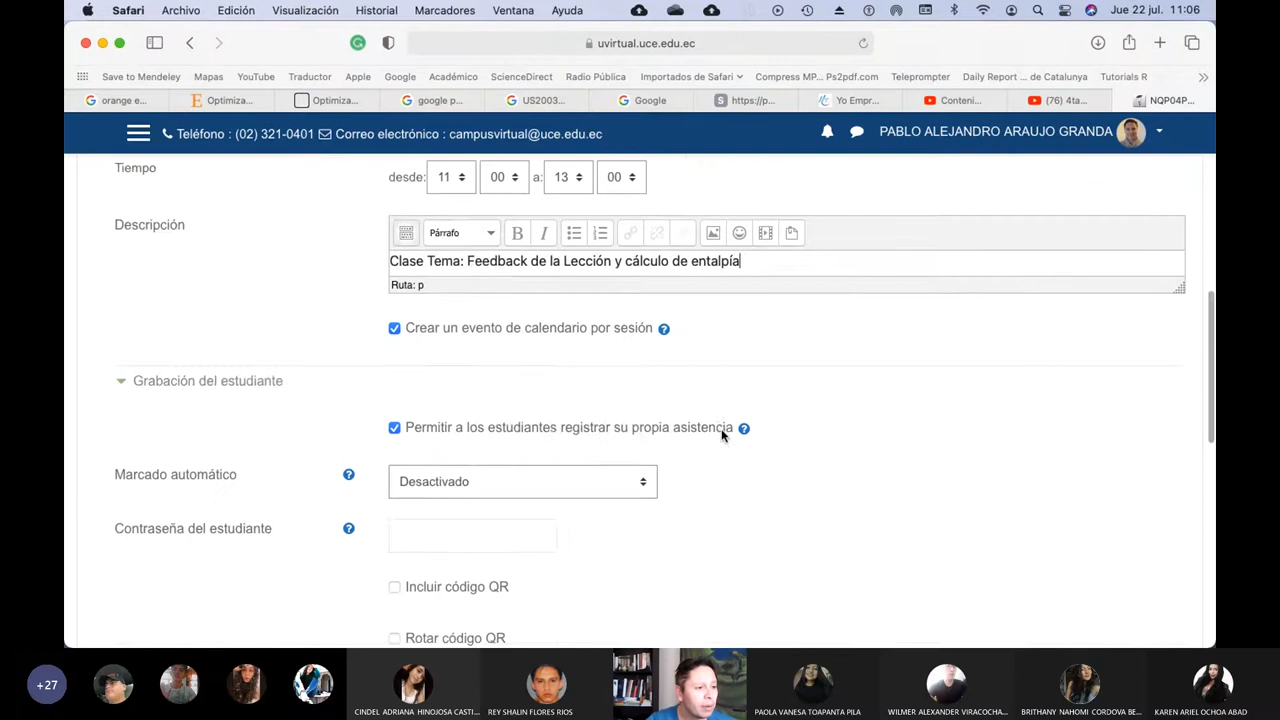 Safari Archivo Edición Visualización Historial Marcadores Ventana Ayuda Jue 22 jul. 11:06
uvirtual.uce.edu.ec
Save to Mendeley Mapas YouTube Traductor Apple Google Académico ScienceDirect Radio Pública Importados de Safari Compress MP... Ps2pdf.com Teleprompter Daily Report ... de Catalunya Tutorials R
orange e... Optimiza... Optimiza... google p... US2003... Google https://p... Yo Empr... Conteni... (76) 4ta... NQP04P...
Teléfono : (02) 321-0401 Correo electrónico : campusvirtual@uce.edu.ec PABLO ALEJANDRO ARAUJO GRANDA
Tiempo desde: 11 00 a: 13 00
Descripción
Párrafo B I
Clase Tema: Feedback de la Lección y cálculo de entalpía
Ruta: p
Crear un evento de calendario por sesión
Grabación del estudiante
Permitir a los estudiantes registrar su propia asistencia
Marcado automático Desactivado
Contraseña del estudiante
Incluir código QR
Rotar código QR
+27
CINDEL ADRIANA HINOJOSA CASTI... REY SHALIN FLORES RIOS PAOLA VANESA TOAPANTA PILA WILMER ALEXANDER VIRACOCHA... BRITHANY NAHOMI CORDOVA BE... KAREN ARIEL OCHOA ABAD